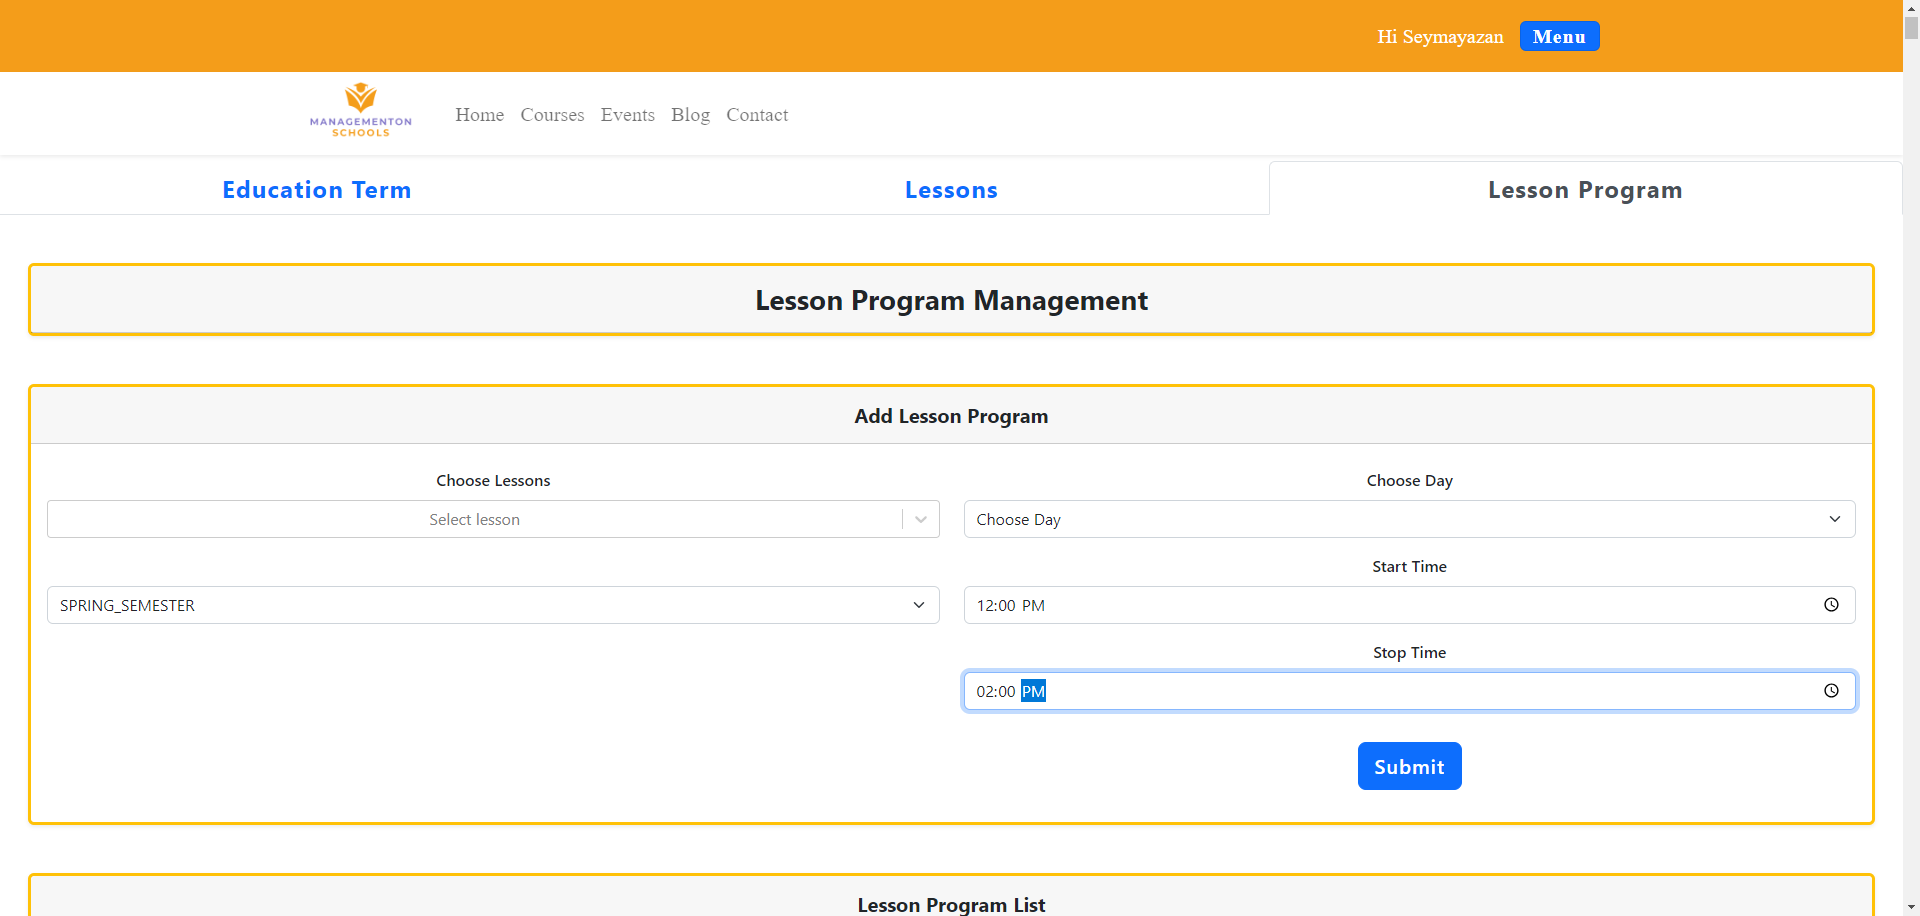 Hi Seymayazan Menu
MANAGEMENTON
SCHOOLS
Home Courses Events Blog Contact
Education Term Lessons Lesson Program
Lesson Program Management
Add Lesson Program
Choose Lessons Choose Day
Select lesson Choose Day
Start Time
SPRING_SEMESTER 12:00 PM
Stop Time
02:00 PM
Submit
Lesson Program List